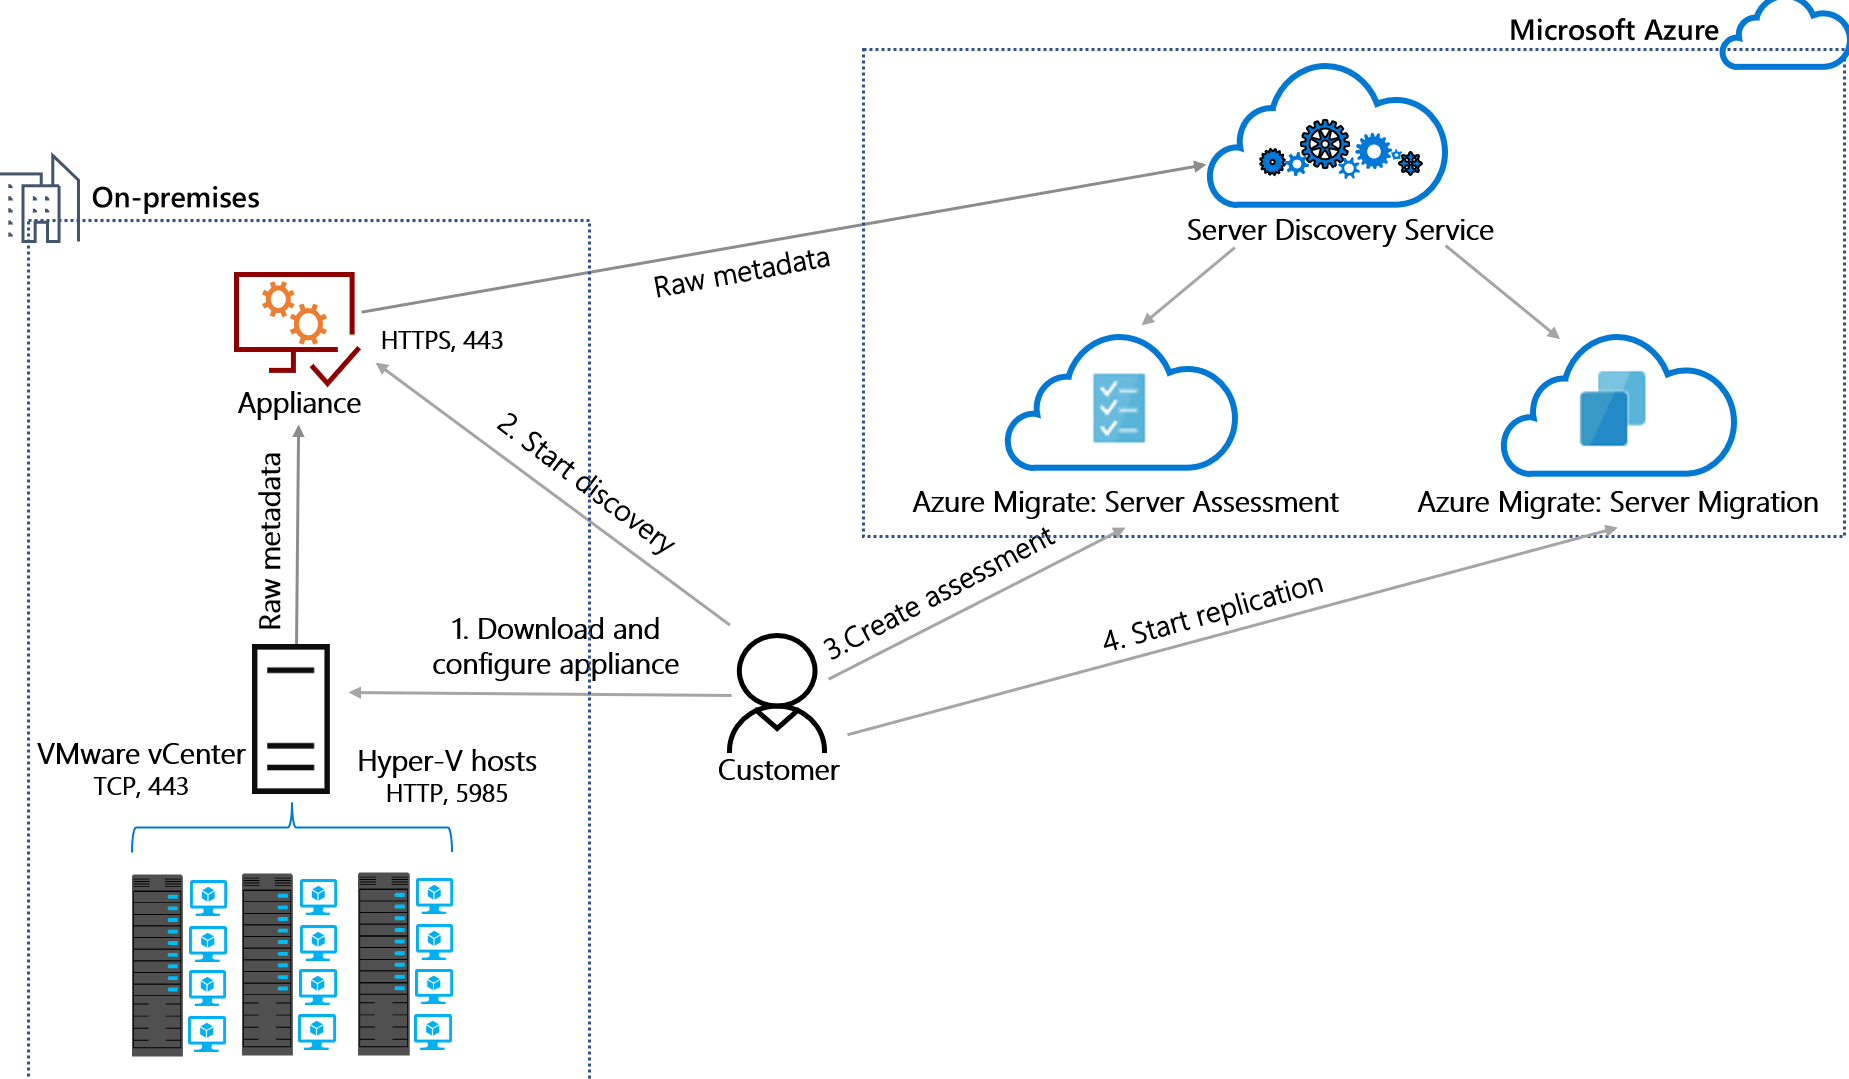 Microsoft Azure
On-premises
Server Discovery Service
Raw metadata
HTTPS, 443
Appliance
2. Start discovery
Raw metadata
Azure Migrate: Server Assessment
Azure Migrate: Server Migration
3.Create assessment
4. Start replication
1. Download and
configure appliance
VMware vCenter
TCP, 443
Hyper-V hosts
HTTP, 5985
Customer